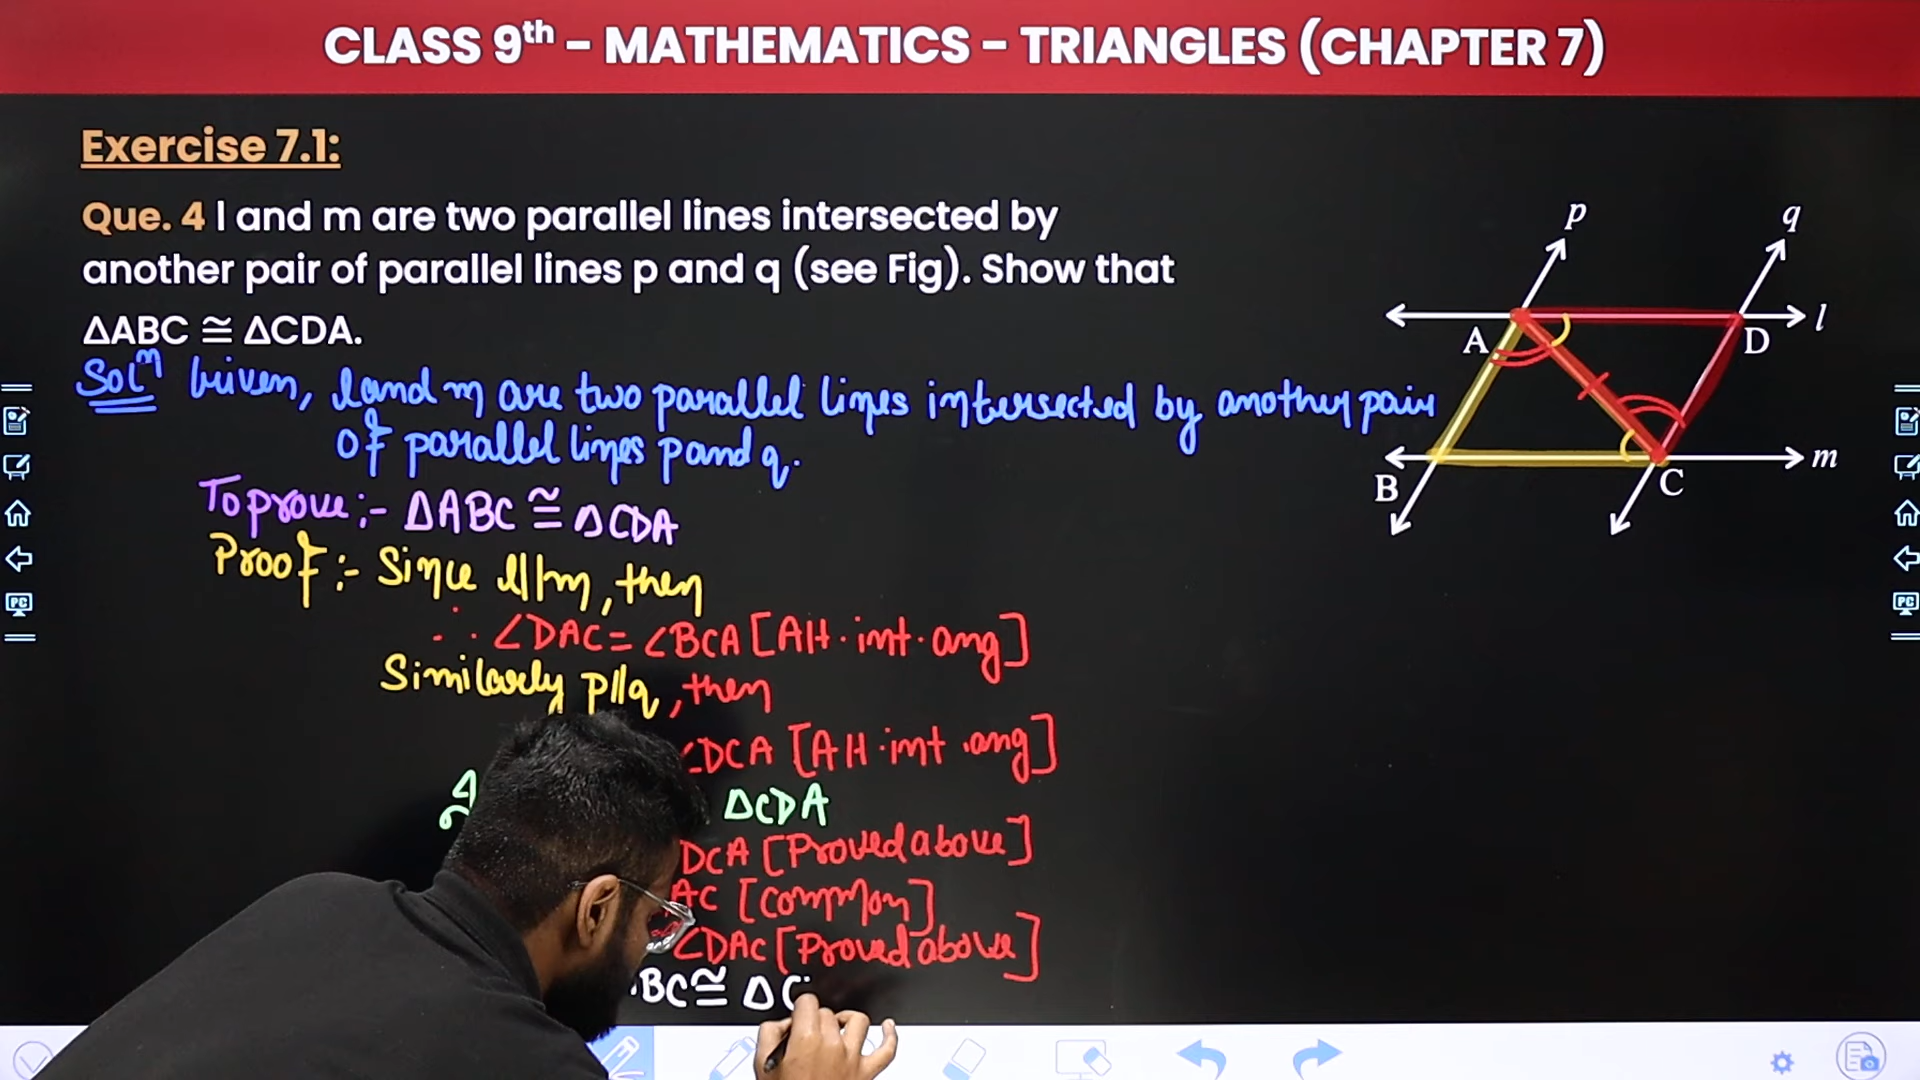 CLASS 9th - MATHEMATICS - TRIANGLES (CHAPTER 7)
Exercise 7.1:
Que. 4 l and m are two parallel lines intersected by
another pair of parallel lines p and q (see Fig). Show that
ΔABC ≅ ΔCDA.
Solⁿ Given, l and m are two parallel lines intersected by another pair
of parallel lines p and q.
To prove :- ΔABC ≅ ΔCDA
Proof :- Since l||m, then
∴ ∠DAC = ∠BCA [Alt. int. ang]
Similarly p||q, then
∠DCA [Alt. int. ang]
ΔCDA
DCA [Proved above]
AC [common]
∠DAC [Proved above]
BC ≅ Δ C
p
q
A
D
l
B
C
m
PC
PC